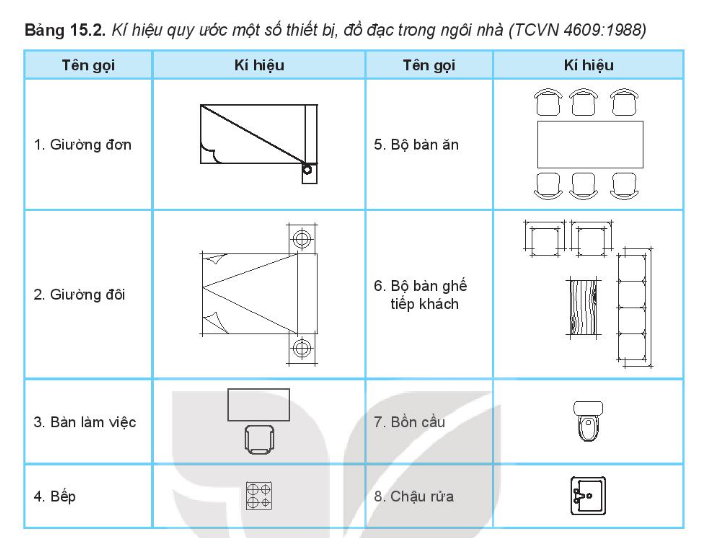 Bảng 15.2. Kí hiệu quy ước một số thiết bị, đồ đạc trong ngôi nhà (TCVN 4609:1988)
Tên gọi Kí hiệu Tên gọi Kí hiệu
1. Giường đơn 5. Bộ bàn ăn
2. Giường đôi 6. Bộ bàn ghế
tiếp khách
3. Bàn làm việc 7. Bồn cầu
4. Bếp 8. Chậu rửa